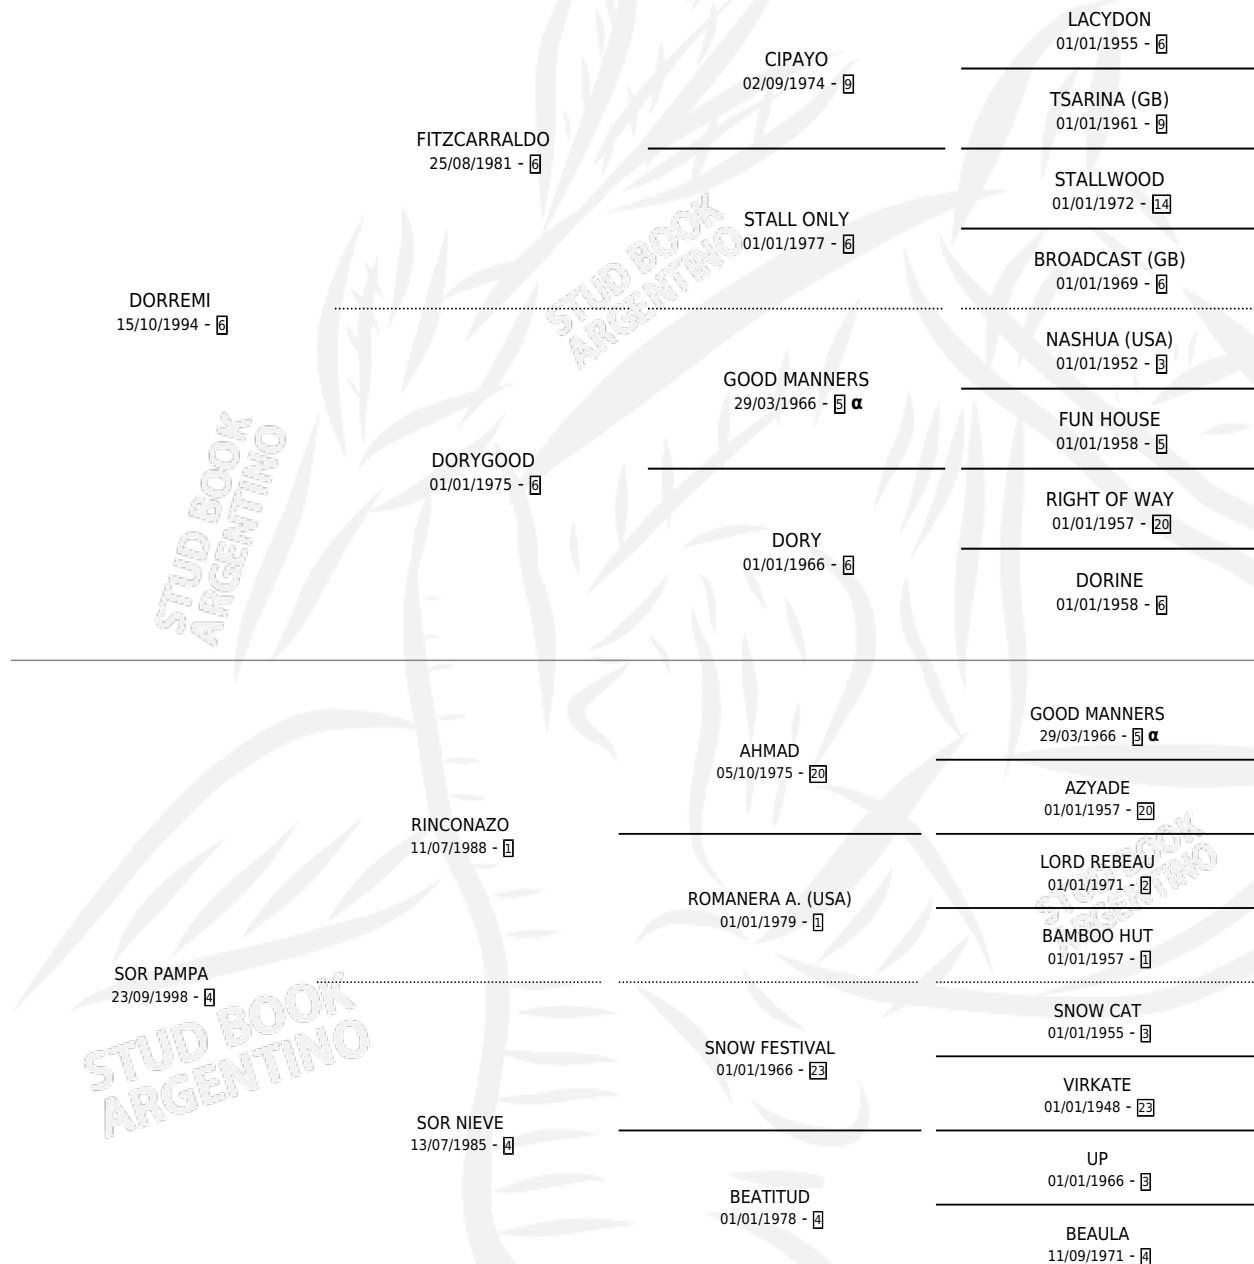 LACYDON
01/01/1955 - 6
CIPAYO
02/09/1974 - 9
TSARINA (GB)
01/01/1961 - 9
FITZCARRALDO
25/08/1981 - 6
STALLWOOD
01/01/1972 - 14
STALL ONLY
01/01/1977 - 6
BROADCAST (GB)
01/01/1969 - 6
DORREMI
15/10/1994 - 6
NASHUA (USA)
01/01/1952 - 3
GOOD MANNERS
29/03/1966 - 5 α
FUN HOUSE
01/01/1958 - 5
DORYGOOD
01/01/1975 - 6
RIGHT OF WAY
01/01/1957 - 20
DORY
01/01/1966 - 6
DORINE
01/01/1958 - 6
GOOD MANNERS
29/03/1966 - 5 α
AHMAD
05/10/1975 - 20
AZYADE
01/01/1957 - 20
RINCONAZO
11/07/1988 - 1
LORD REBEAU
01/01/1971 - 2
ROMANERA A. (USA)
01/01/1979 - 1
BAMBOO HUT
01/01/1957 - 1
SOR PAMPA
23/09/1998 - 4
SNOW CAT
01/01/1955 - 3
SNOW FESTIVAL
01/01/1966 - 23
VIRKATE
01/01/1948 - 23
SOR NIEVE
13/07/1985 - 4
UP
01/01/1966 - 3
BEATITUD
01/01/1978 - 4
BEAULA
11/09/1971 - 4
STUD BOOK
ARGENTINO
STUD BOOK
ARGENTINO
STUD BOOK
ARGENTINO
STUD BOOK
ARGENTINO